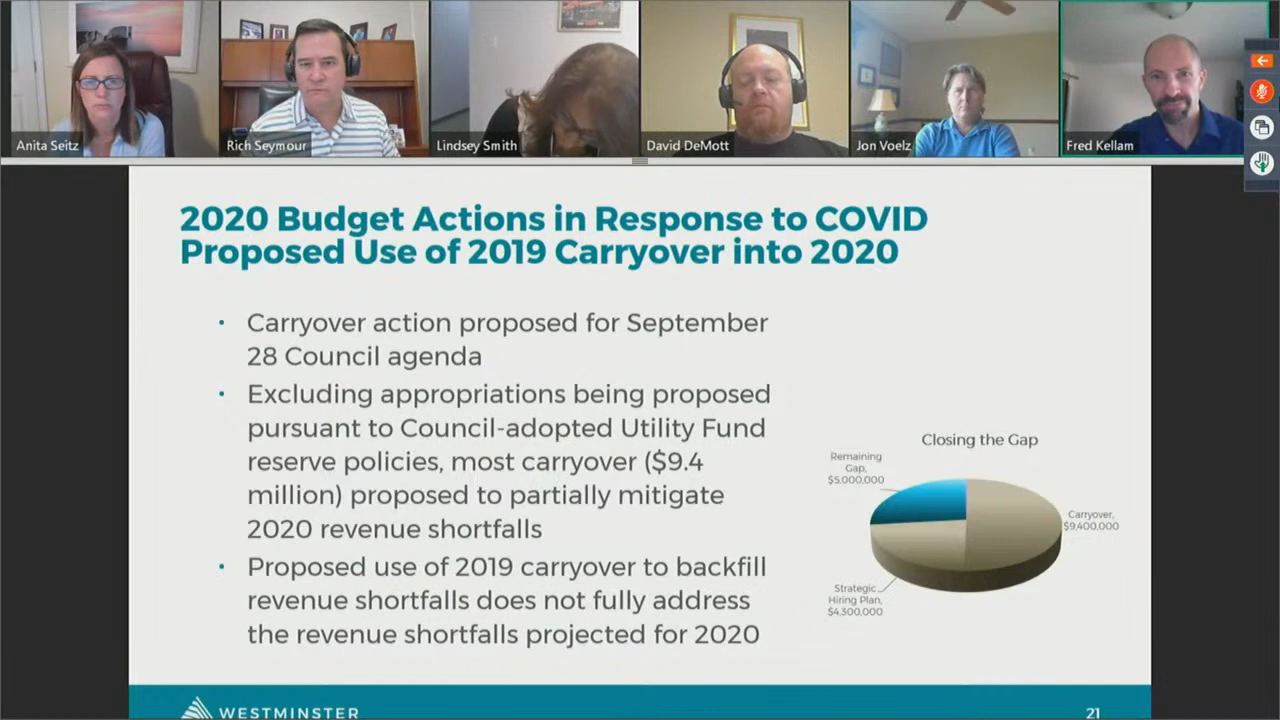 Anita Seitz
Rich Seymour
Lindsey Smith
David DeMott
Jon Voelz
Fred Kellam
2020 Budget Actions in Response to COVID
Proposed Use of 2019 Carryover into 2020
• Carryover action proposed for September
28 Council agenda
• Excluding appropriations being proposed
pursuant to Council-adopted Utility Fund
reserve policies, most carryover ($9.4
million) proposed to partially mitigate
2020 revenue shortfalls
• Proposed use of 2019 carryover to backfill
revenue shortfalls does not fully address
the revenue shortfalls projected for 2020
Closing the Gap
Remaining
Gap,
$5,000,000
Carryover,
$9,400,000
Strategic
Hiring Plan,
$4,300,000
WESTMINSTER
21